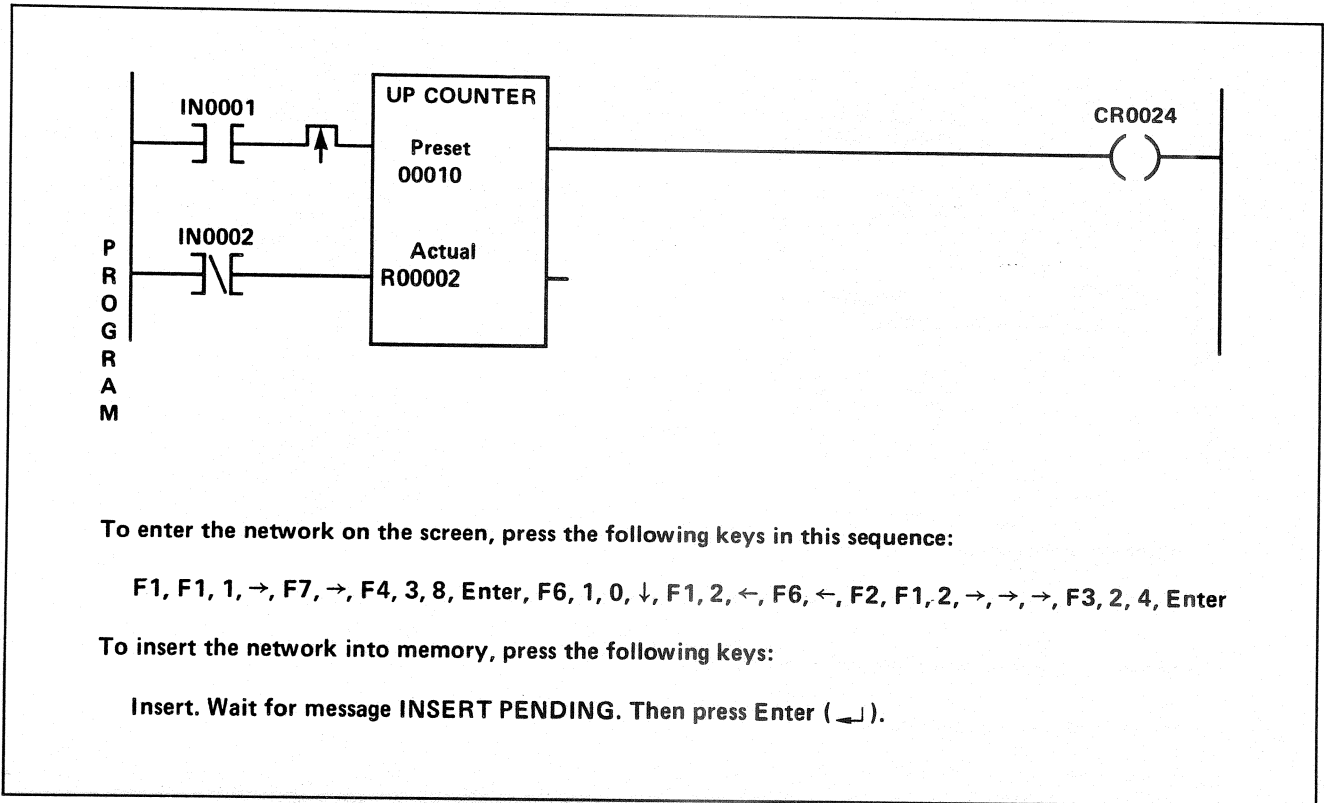 IN0001
UP COUNTER
Preset
00010
CR0024
IN0002
Actual
R00002
PROGRAM
To enter the network on the screen, press the following keys in this sequence:
F1, F1, 1, →, F7, →, F4, 3, 8, Enter, F6, 1, 0, ↓, F1, 2, ←, F6, ←, F2, F1, 2, →, →, →, F3, 2, 4, Enter
To insert the network into memory, press the following keys:
Insert. Wait for message INSERT PENDING. Then press Enter (↵).